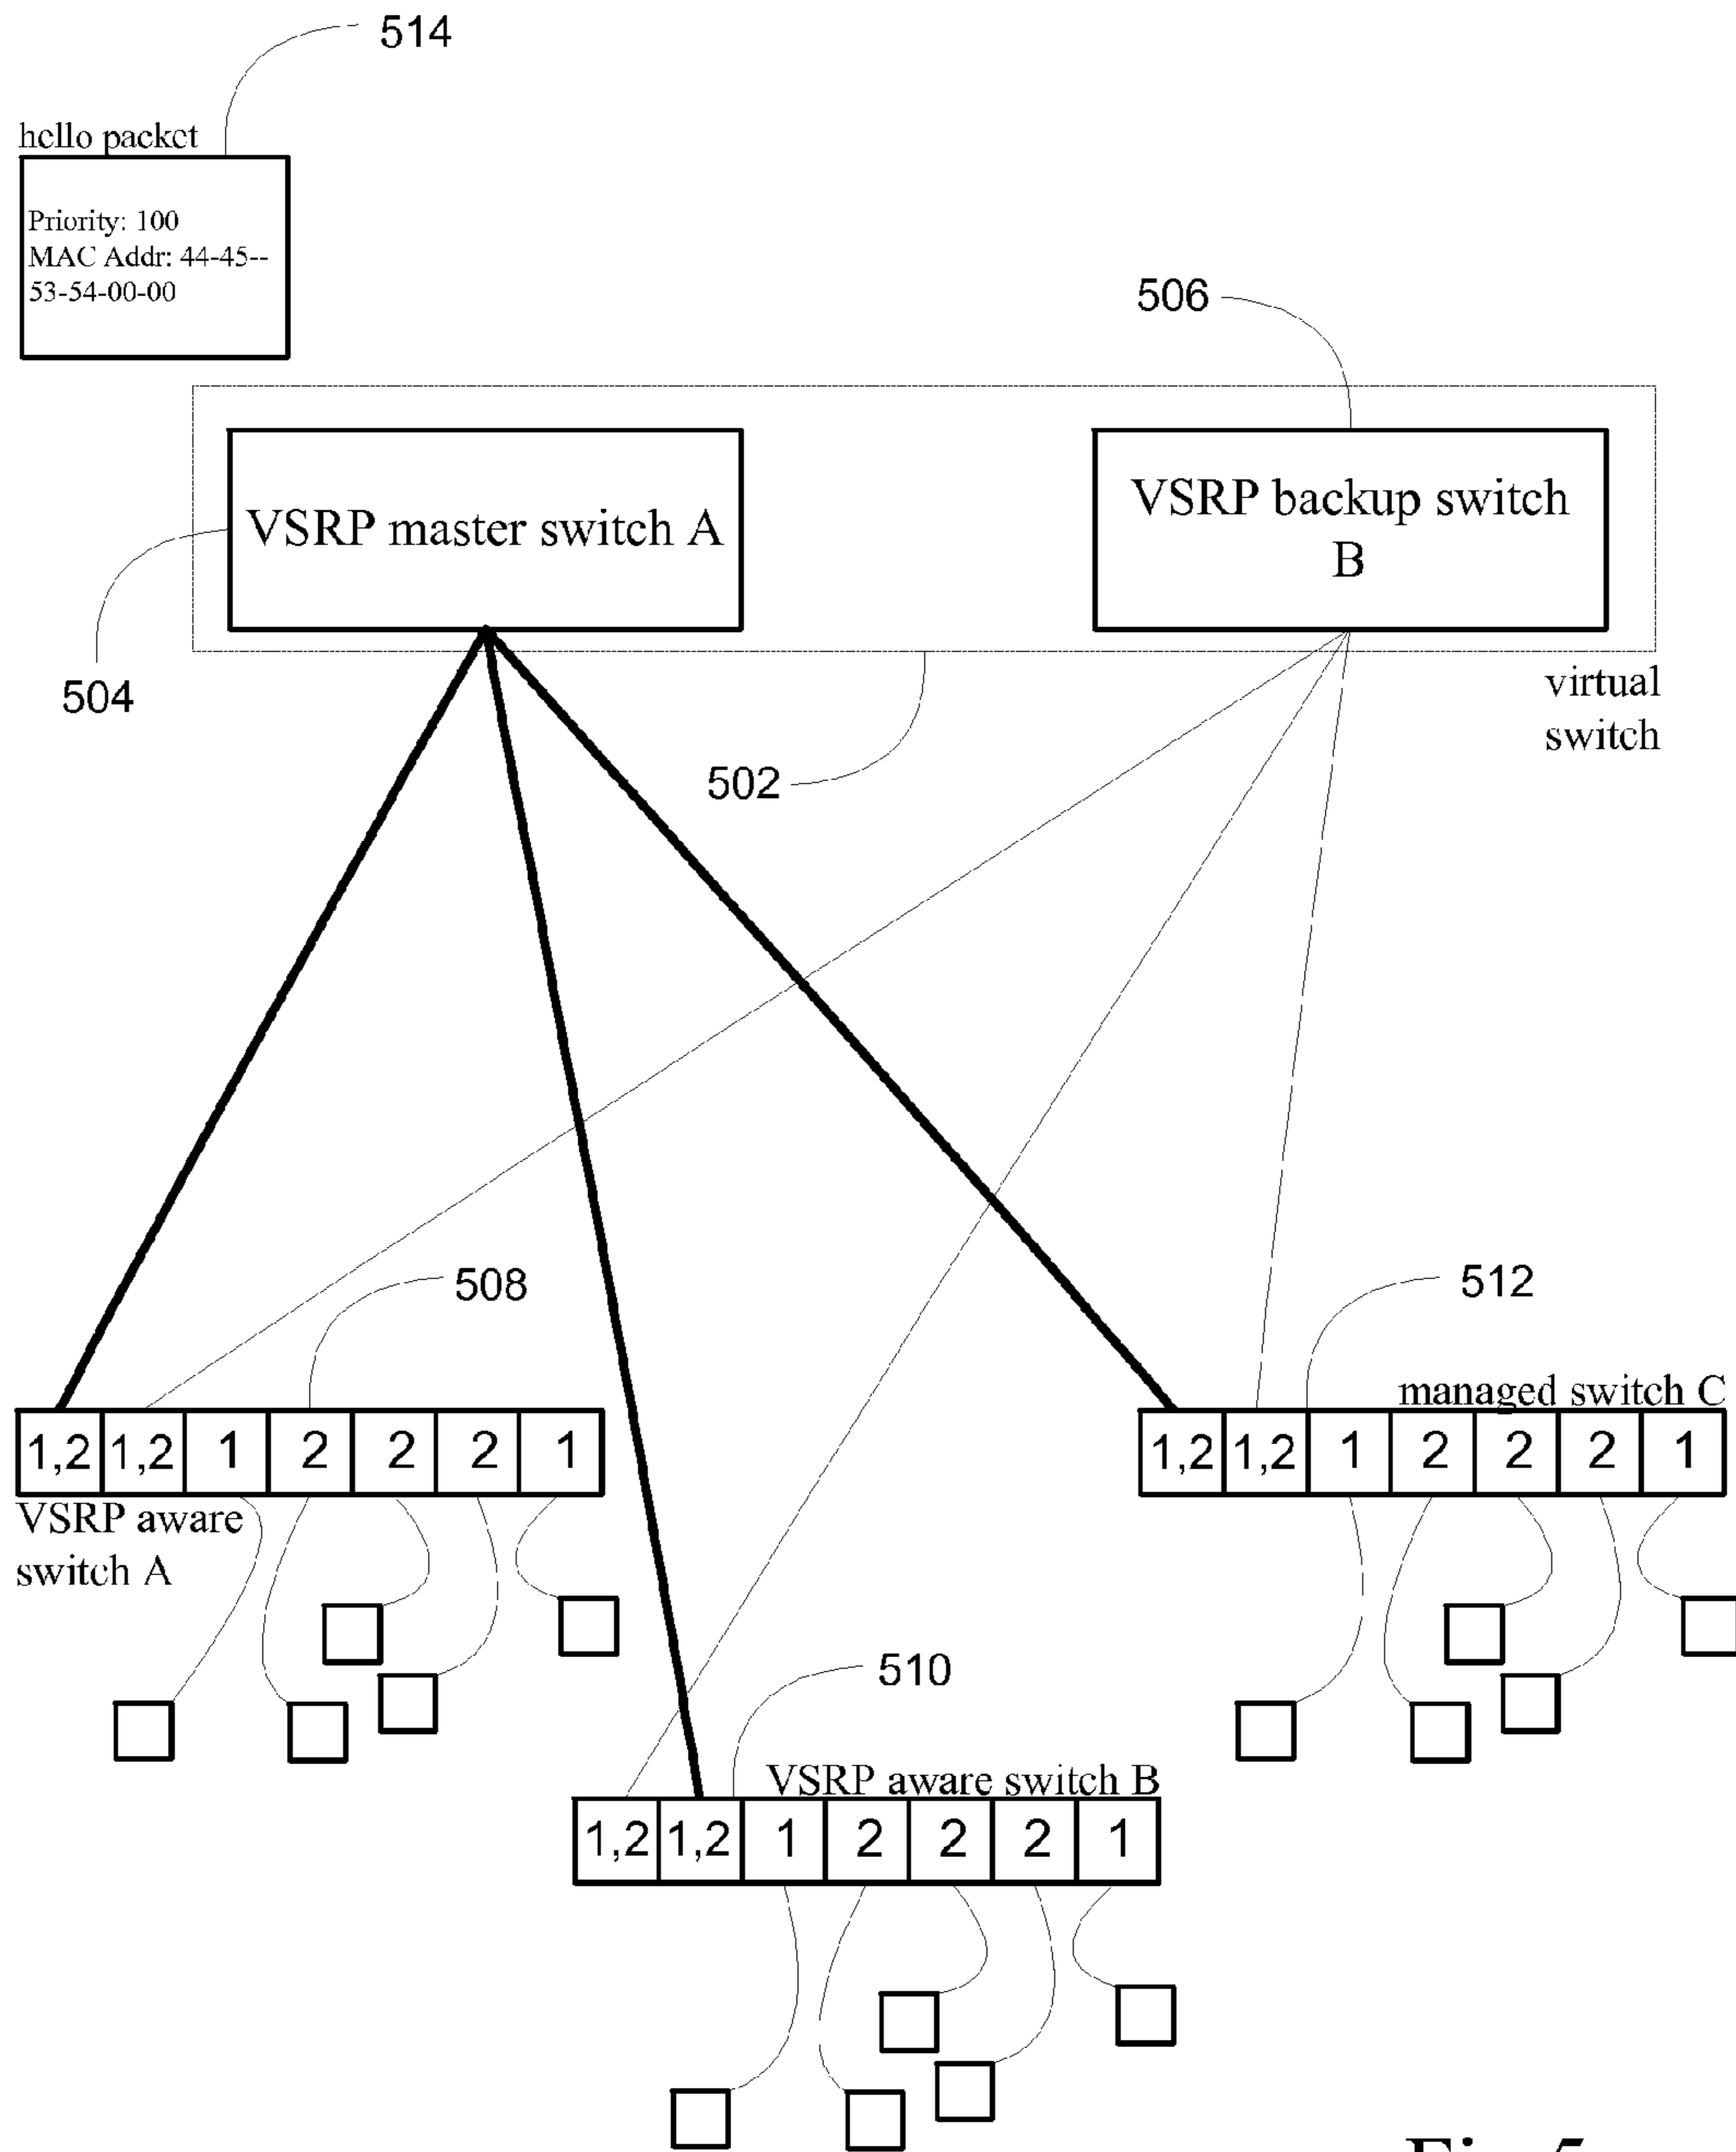 514
hello packet
Priority: 100
MAC Addr: 44-45--
53-54-00-00
506
VSRP master switch A
VSRP backup switch
B
504
virtual
switch
502
508
512
managed switch C
1,2 1,2 1 2 2 2 1
1,2 1,2 1 2 2 2 1
VSRP aware
switch A
510
VSRP aware switch B
1,2 1,2 1 2 2 2 1